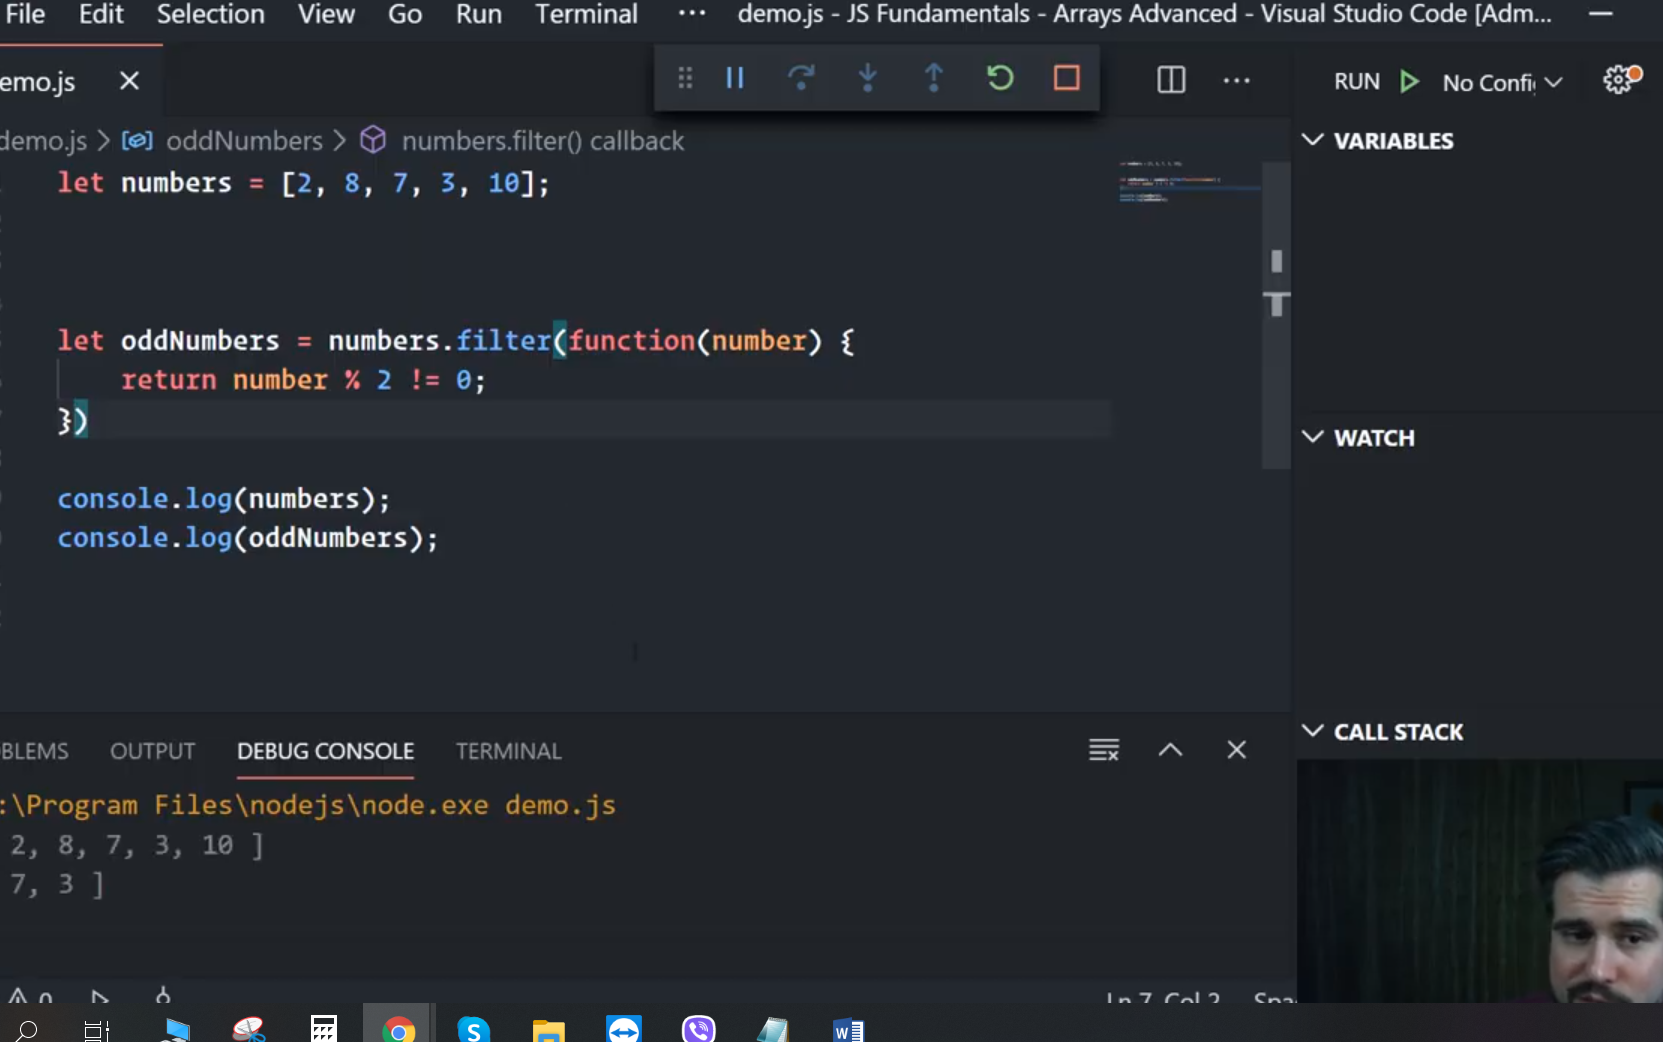 File Edit Selection View Go Run Terminal ··· demo.js - JS Fundamentals - Arrays Advanced - Visual Studio Code [Adm...
emo.js
RUN No Config
demo.js > oddNumbers > numbers.filter() callback
VARIABLES
let numbers = [2, 8, 7, 3, 10];
let oddNumbers = numbers.filter(function(number) {
return number % 2 != 0;
})
WATCH
console.log(numbers);
console.log(oddNumbers);
CALL STACK
BLEMS OUTPUT DEBUG CONSOLE TERMINAL
:\Program Files\nodejs\node.exe demo.js
2, 8, 7, 3, 10 ]
7, 3 ]
0 Ln 7, Col 2 Spa